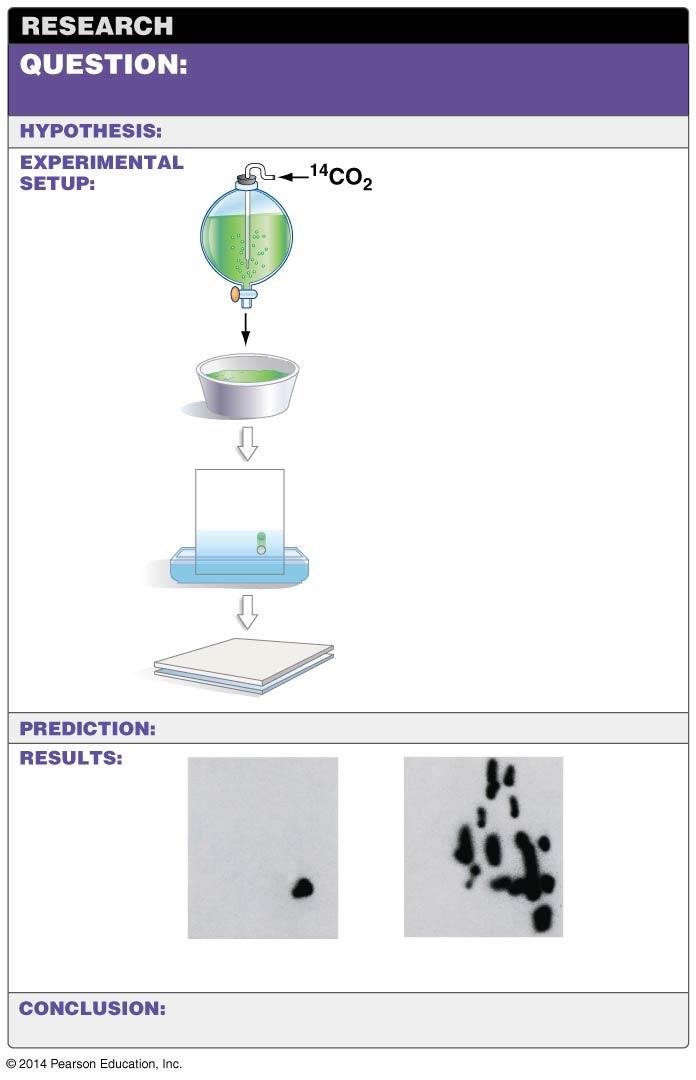 RESEARCH
QUESTION:
HYPOTHESIS:
EXPERIMENTAL
SETUP:
¹⁴CO₂
PREDICTION:
RESULTS:
CONCLUSION:
© 2014 Pearson Education, Inc.